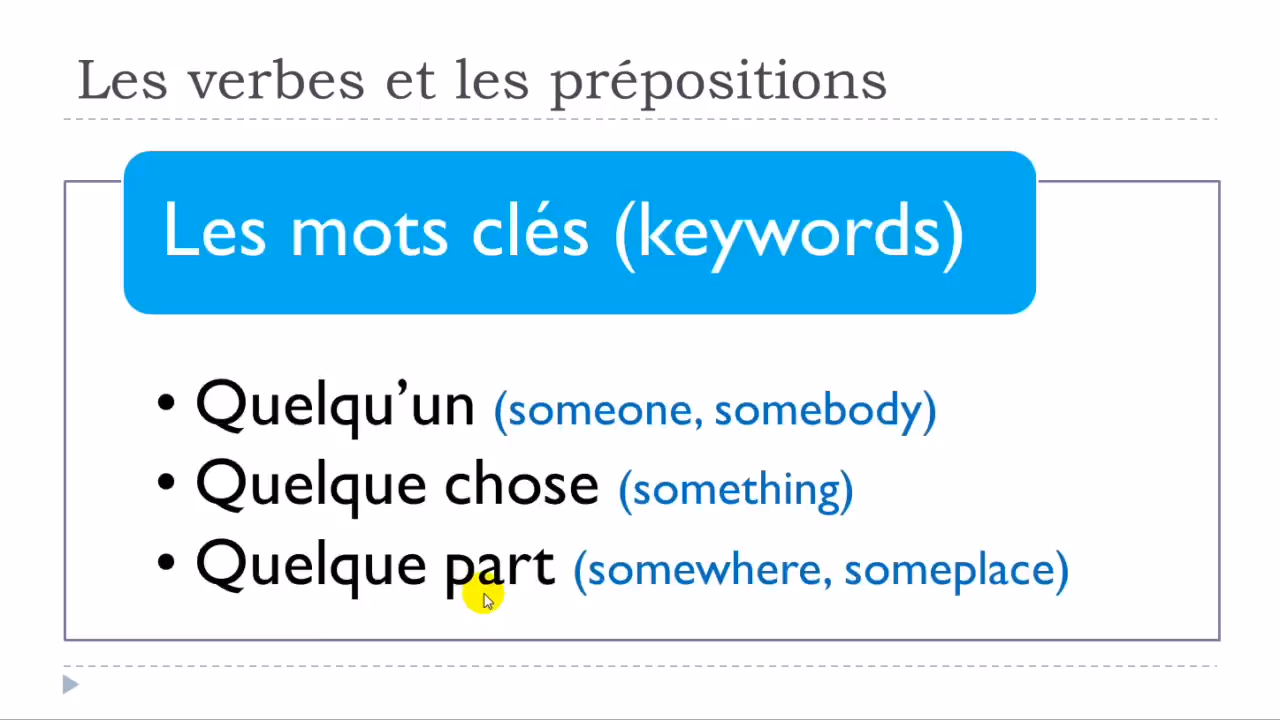 Les verbes et les prépositions
Les mots clés (keywords)
• Quelqu’un (someone, somebody)
• Quelque chose (something)
• Quelque part (somewhere, someplace)